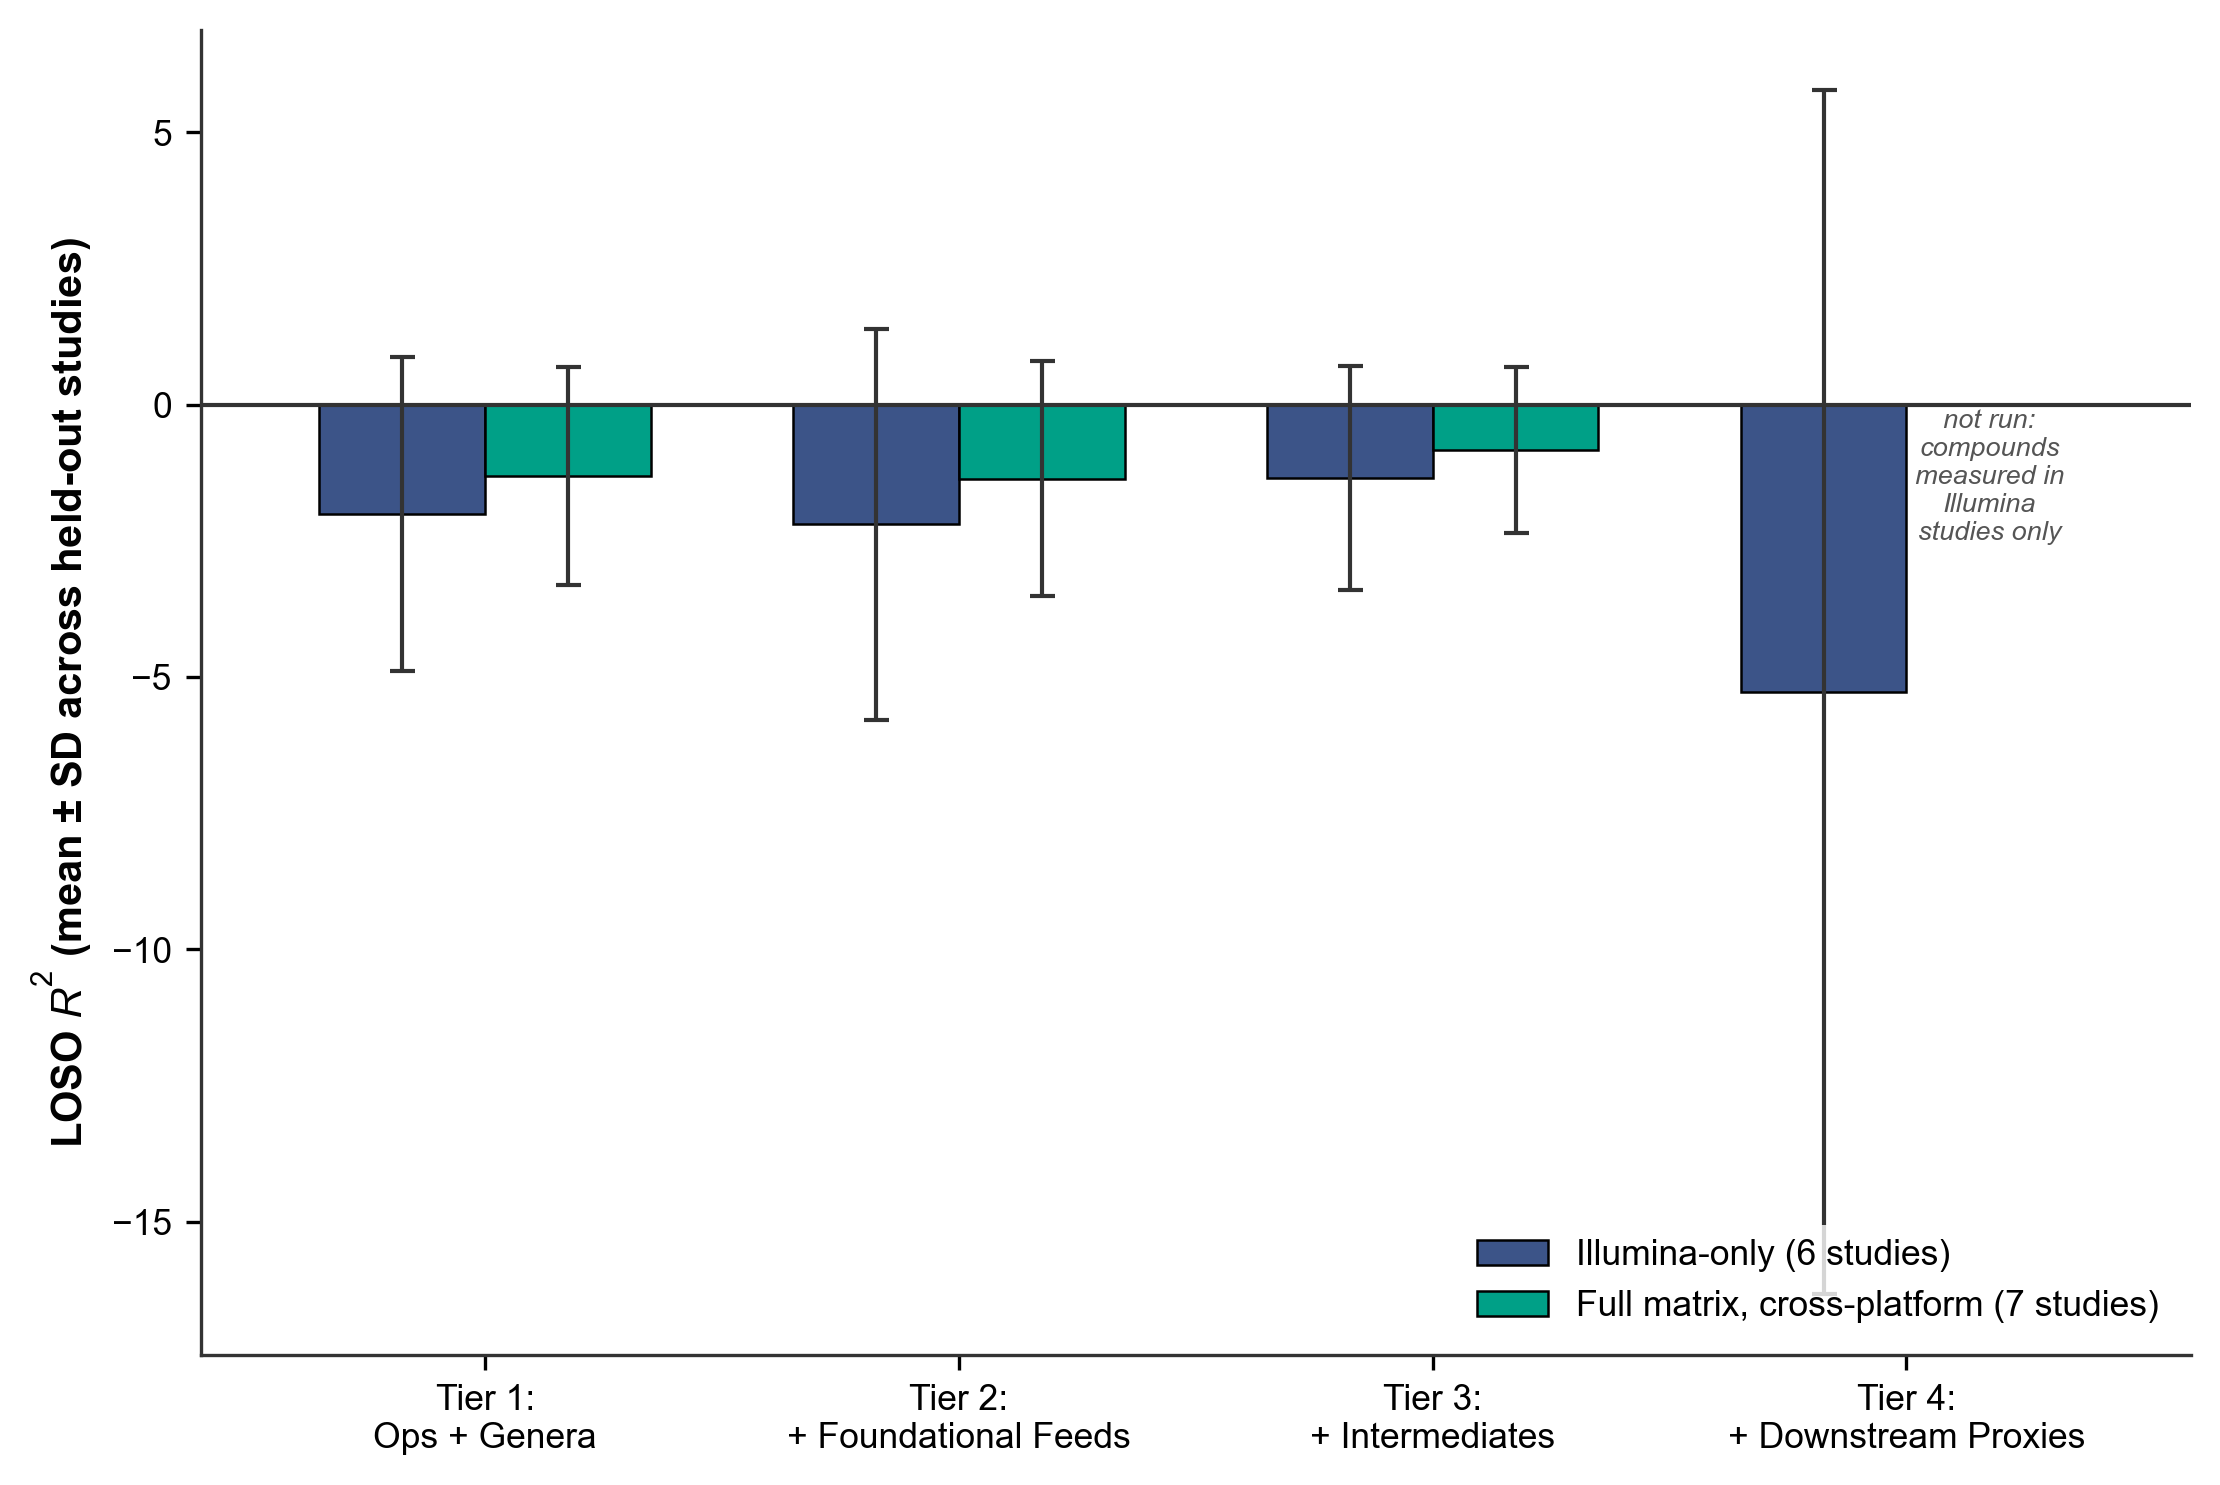 LOSO R² (mean ± SD across held-out studies)
5
0
−5
−10
−15
not run:
compounds
measured in
Illumina
studies only
Illumina-only (6 studies)
Full matrix, cross-platform (7 studies)
Tier 1:
Ops + Genera
Tier 2:
+ Foundational Feeds
Tier 3:
+ Intermediates
Tier 4:
+ Downstream Proxies